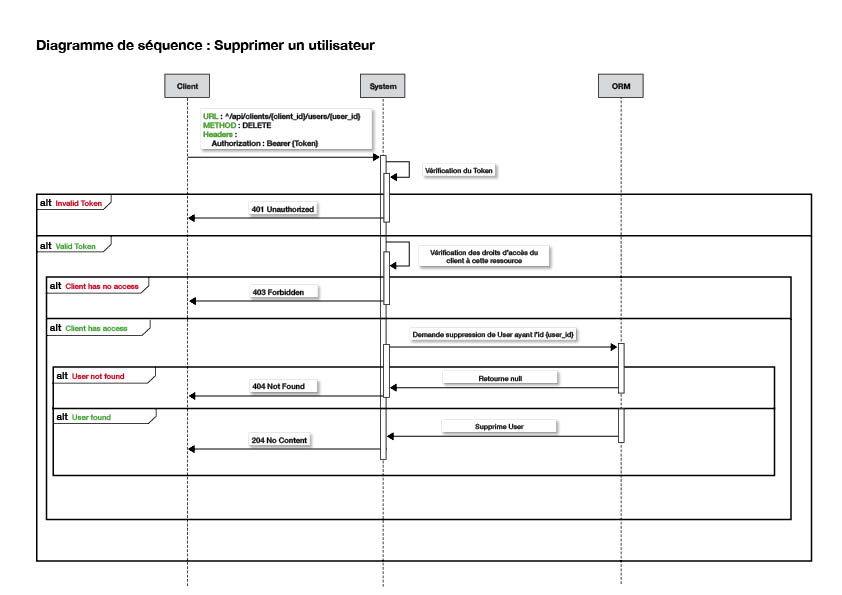 Diagramme de séquence : Supprimer un utilisateur
Client
System
ORM
URL : ^/api/clients/{client_id}/users/{user_id}
METHOD : DELETE
Headers :
Authorization : Bearer {Token}
Vérification du Token
alt Invalid Token
401 Unauthorized
alt Valid Token
Vérification des droits d'accès du
client à cette ressource
alt Client has no access
403 Forbidden
alt Client has access
Demande suppression de User ayant l'id {user_id}
alt User not found
Retourne null
404 Not Found
alt User found
Supprime User
204 No Content